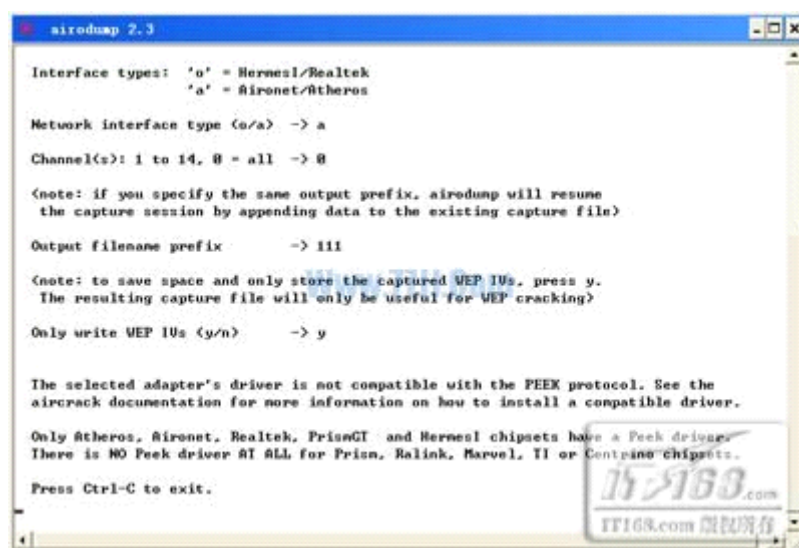 airodump 2.3
Interface types: 'o' = HermesI/Realtek
'a' = Aironet/Atheros
Network interface type (o/a) -> a
Channel(s): 1 to 14, 0 = all -> 0
(note: if you specify the same output prefix, airodump will resume
the capture session by appending data to the existing capture file)
Output filename prefix -> 111
(note: to save space and only store the captured WEP IVs, press y.
The resulting capture file will only be useful for WEP cracking)
Only write WEP IVs (y/n) -> y
The selected adapter's driver is not compatible with the PEEK protocol. See the
aircrack documentation for more information on how to install a compatible driver.
Only Atheros, Aironet, Realtek, PrismGT and HermesI chipsets have a Peek driver.
There is NO Peek driver AT ALL for Prism, Ralink, Marvel, TI or Centrino chipsets.
Press Ctrl-C to exit.
IT168.com
IT168.com 版权所有